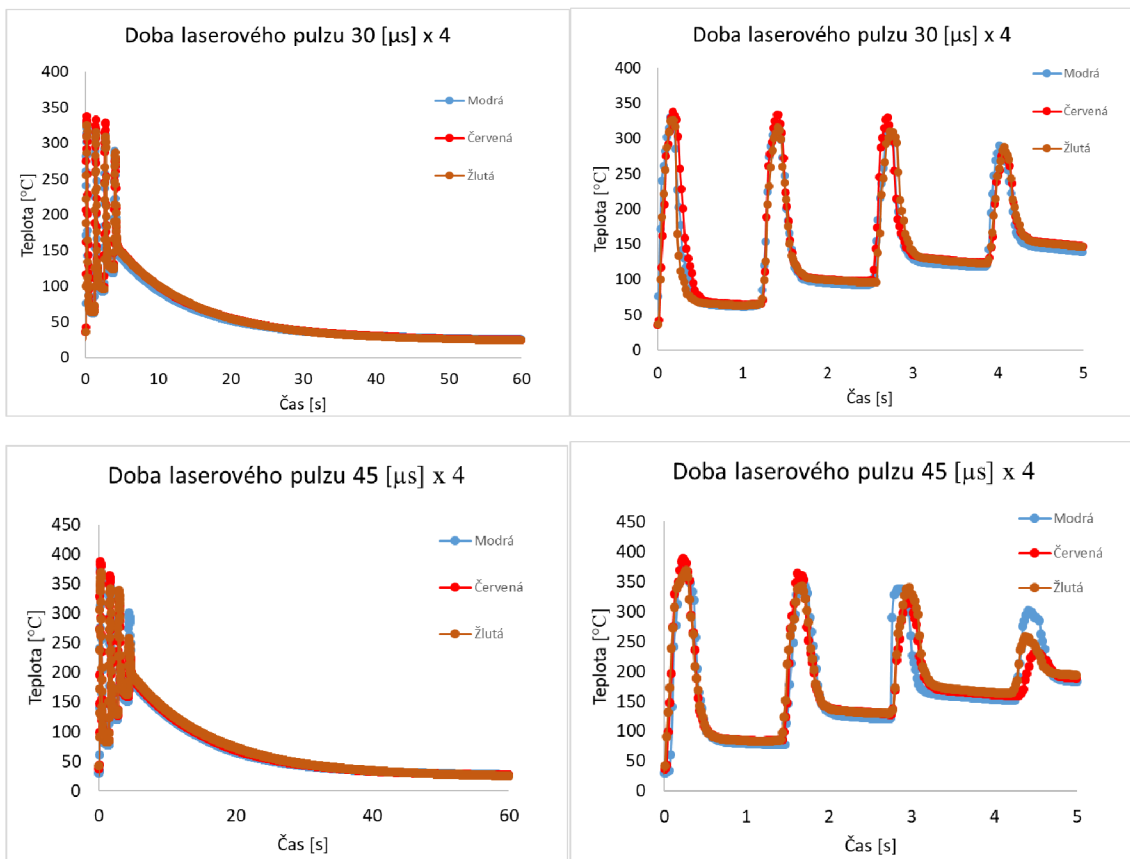 Doba laserového pulzu 30 [µs] x 4
400
350
300
250
200
150
100
50
0
Teplota [°C]
0 10 20 30 40 50 60
Čas [s]
Modrá
Červená
Žlutá
Doba laserového pulzu 30 [µs] x 4
400
350
300
250
200
150
100
50
0
Teplota [°C]
0 1 2 3 4 5
Čas [s]
Modrá
Červená
Žlutá
Doba laserového pulzu 45 [µs] x 4
450
400
350
300
250
200
150
100
50
0
Teplota [°C]
0 20 40 60
Čas [s]
Modrá
Červená
Žlutá
Doba laserového pulzu 45 [µs] x 4
450
400
350
300
250
200
150
100
50
0
Teplota [°C]
0 1 2 3 4 5
Čas [s]
Modrá
Červená
Žlutá